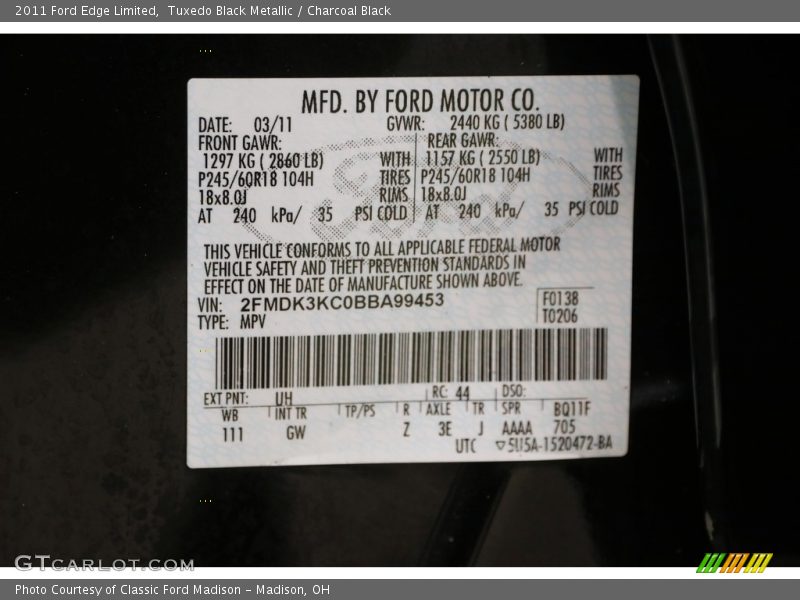 2011 Ford Edge Limited, Tuxedo Black Metallic / Charcoal Black
MFD. BY FORD MOTOR CO.
DATE: 03/11 GVWR: 2440 KG ( 5380 LB)
FRONT GAWR: REAR GAWR:
1297 KG ( 2860 LB) WITH 1157 KG ( 2550 LB) WITH
P245/60R18 104H TIRES P245/60R18 104H TIRES
18x8.0J RIMS 18x8.0J RIMS
AT 240 kPa/ 35 PSI COLD AT 240 kPa/ 35 PSI COLD
Ford
THIS VEHICLE CONFORMS TO ALL APPLICABLE FEDERAL MOTOR
VEHICLE SAFETY AND THEFT PREVENTION STANDARDS IN
EFFECT ON THE DATE OF MANUFACTURE SHOWN ABOVE.
VIN: 2FMDK3KC0BBA99453 F0138
TYPE: MPV T0206
EXT PNT: UH RC: 44 DSO:
WB INT TR TP/PS R AXLE TR SPR BQ11F
111 GW Z 3E J AAAA 705
UTC ▽5U5A-1520472-BA
GTCARLOT.COM
Photo Courtesy of Classic Ford Madison - Madison, OH